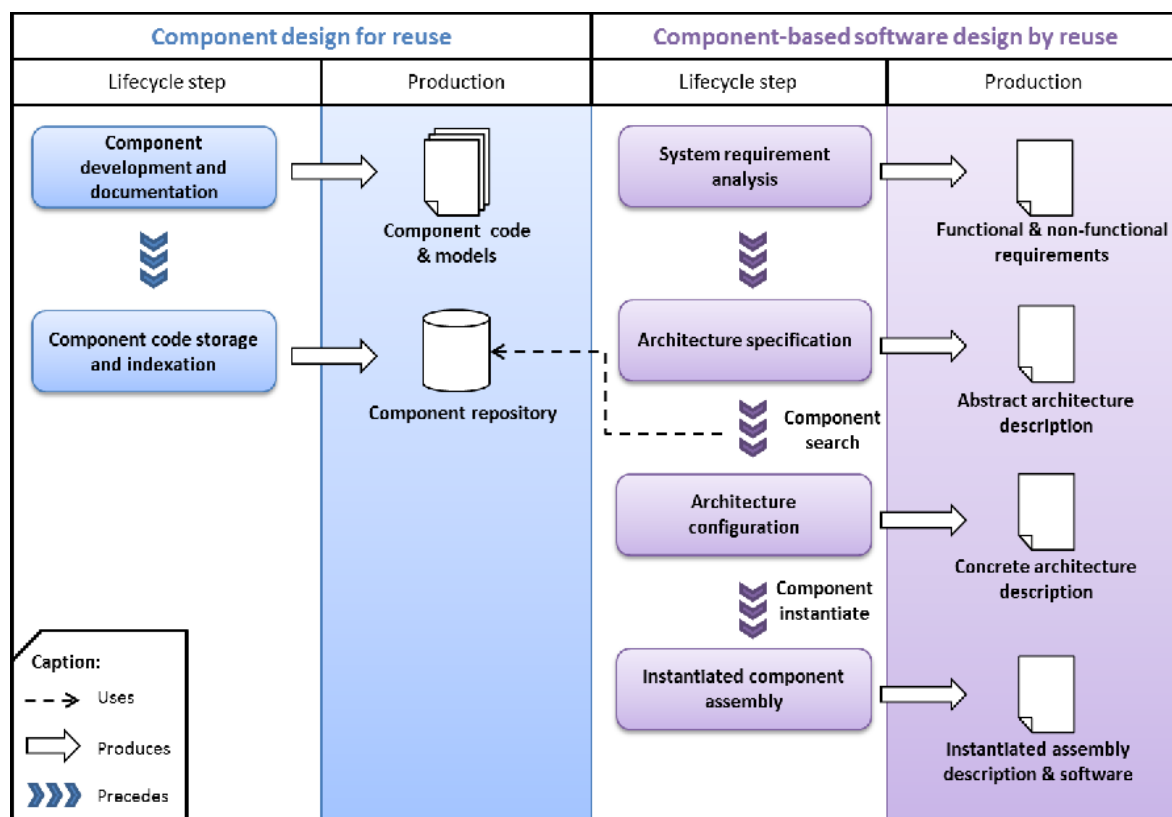 Component design for reuse
Component-based software design by reuse
Lifecycle step
Production
Lifecycle step
Production
Component
development and
documentation
Component code
& models
Component code storage
and indexation
Component repository
System requirement
analysis
Functional & non-functional
requirements
Architecture specification
Abstract architecture
description
Component
search
Architecture
configuration
Concrete architecture
description
Component
instantiate
Instantiated component
assembly
Instantiated assembly
description & software
Caption:
Uses
Produces
Precedes